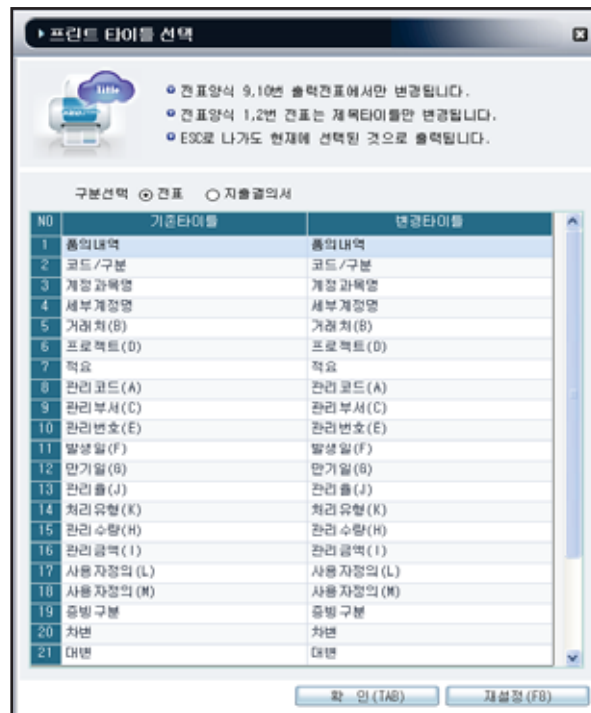 프린트 타이틀 선택
Title
전표양식 9,10번 출력전표에서만 변경됩니다.
전표양식 1,2번 전표는 제목타이틀만 변경됩니다.
ESC로 나가도 현재에 선택된 것으로 출력됩니다.
구분선택 전표 지출결의서
NO 기준타이틀 변경타이틀
1 품의내역 품의내역
2 코드/구분 코드/구분
3 계정과목명 계정과목명
4 세부계정명 세부계정명
5 거래처(B) 거래처(B)
6 프로젝트(D) 프로젝트(D)
7 적요 적요
8 관리코드(A) 관리코드(A)
9 관리부서(C) 관리부서(C)
10 관리번호(E) 관리번호(E)
11 발생일(F) 발생일(F)
12 만기일(G) 만기일(G)
13 관리율(J) 관리율(J)
14 처리유형(K) 처리유형(K)
15 관리수량(H) 관리수량(H)
16 관리금액(I) 관리금액(I)
17 사용자정의(L) 사용자정의(L)
18 사용자정의(M) 사용자정의(M)
19 증빙구분 증빙구분
20 차변 차변
21 대변 대변
확 인(TAB) 재설정(F8)